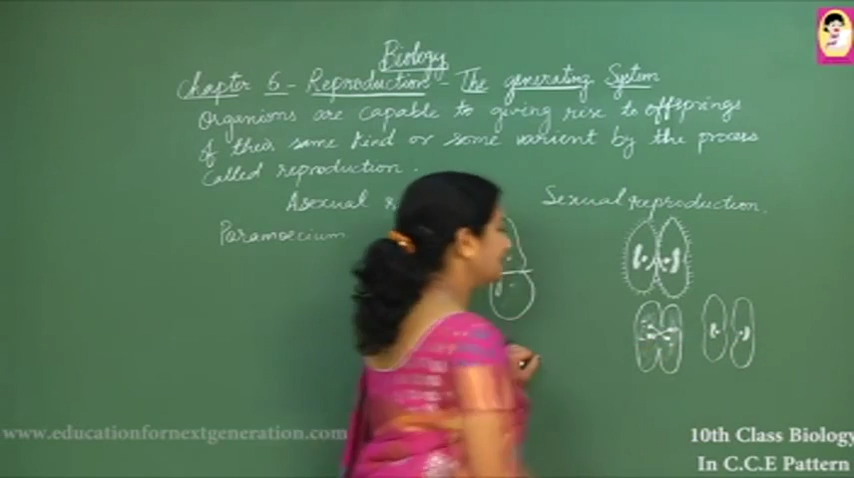 Biology
Chapter 6 - Reproduction - The generating System
Organisms are capable to giving rise to offsprings
of their same kind or some varient by the process
called reproduction.
Asexual
Sexual reproduction.
Paramoecium.
www.educationfornextgeneration.com
10th Class Biology
In C.C.E Pattern